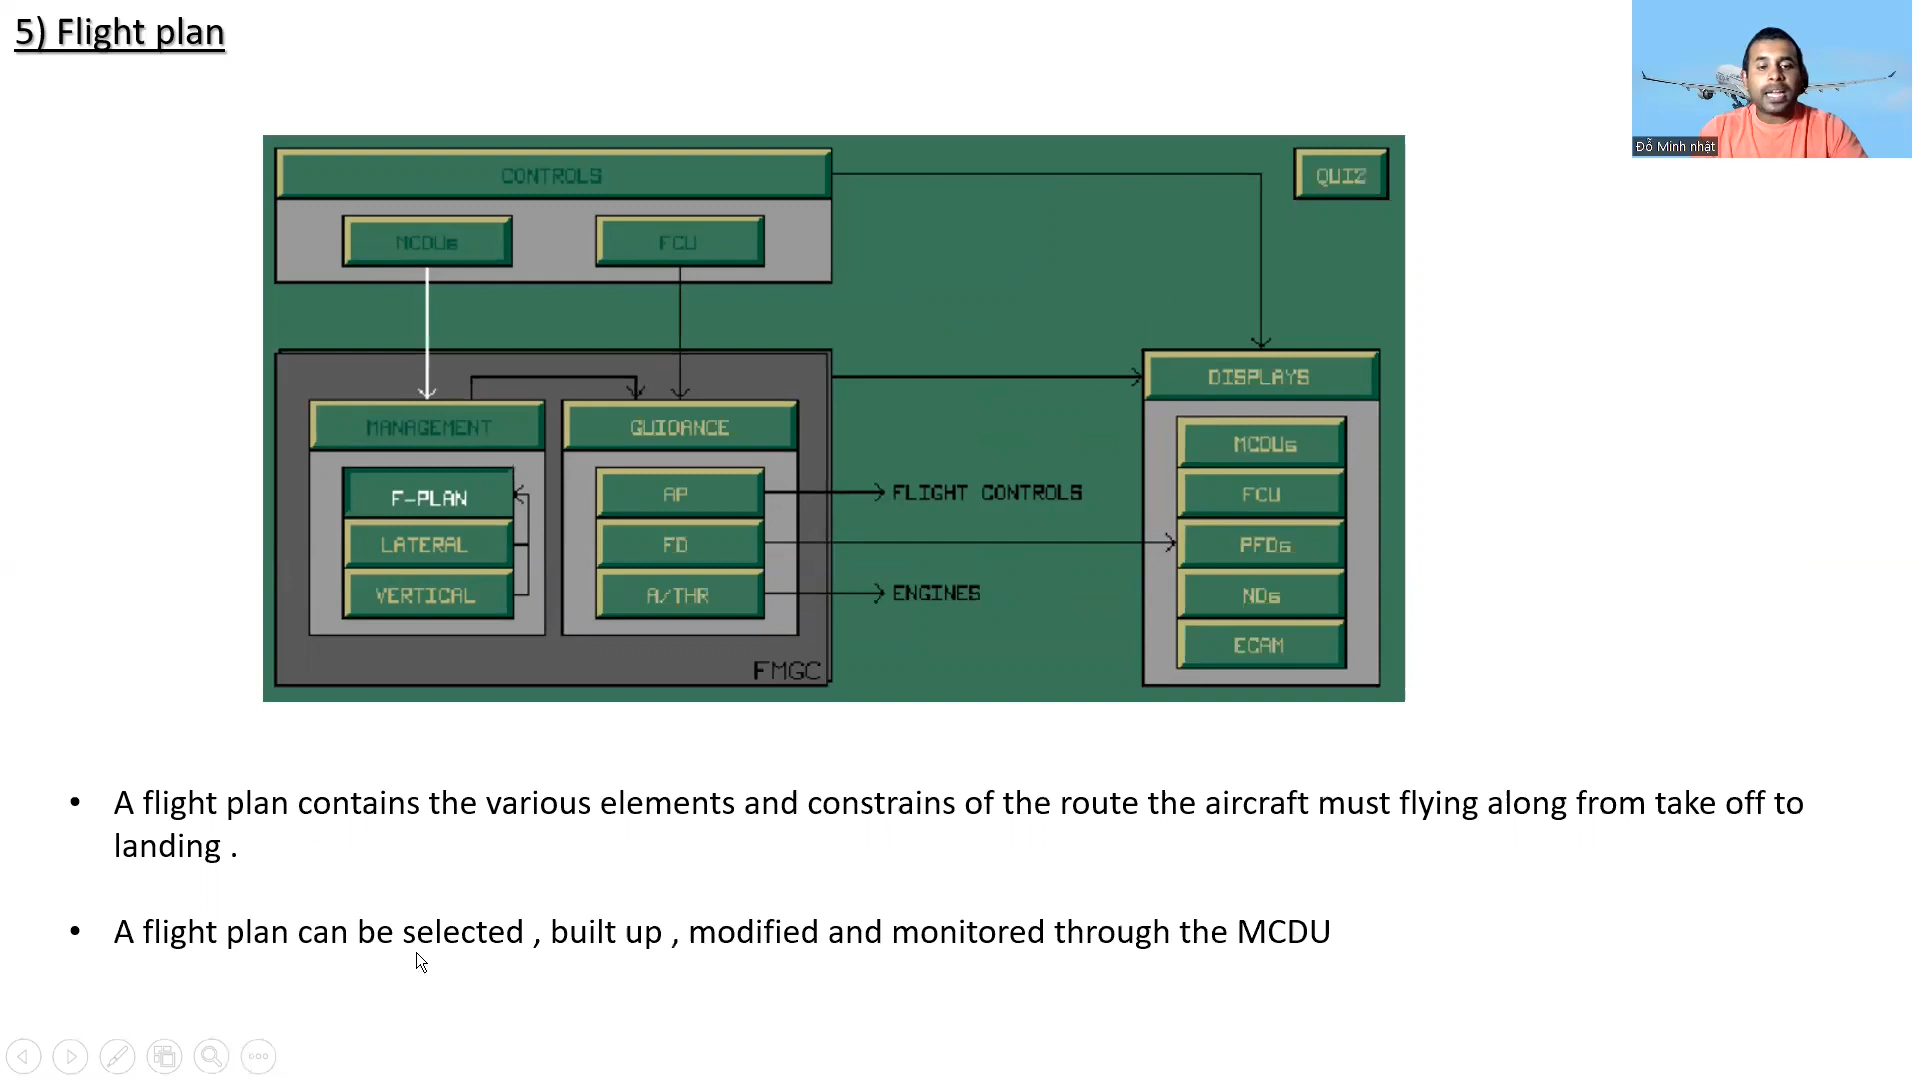 5) Flight plan
Đỗ Minh nhật
CONTROLS
QUIZ
MCDUs
FCU
MANAGEMENT
GUIDANCE
DISPLAYS
F-PLAN
LATERAL
VERTICAL
AP
FD
A/THR
FLIGHT CONTROLS
ENGINES
MCDUs
FCU
PFDs
NDs
ECAM
FMGC
• A flight plan contains the various elements and constrains of the route the aircraft must flying along from take off to
landing .
• A flight plan can be selected , built up , modified and monitored through the MCDU